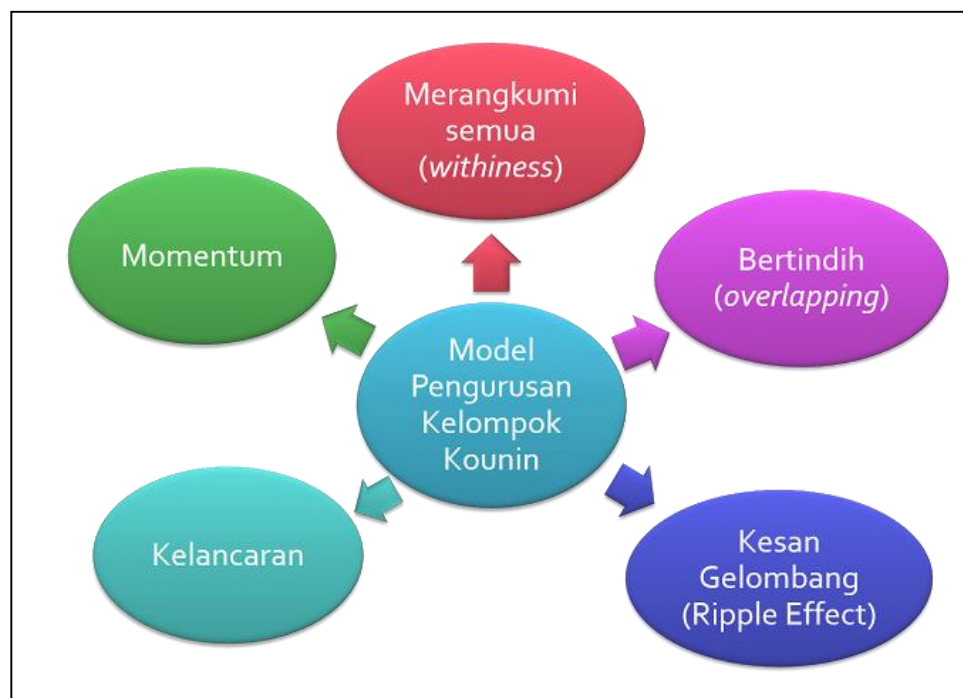 Merangkumi
semua
(withiness)
Momentum
Bertindih
(overlapping)
Model
Pengurusan
Kelompok
Kounin
Kelancaran
Kesan
Gelombang
(Ripple Effect)